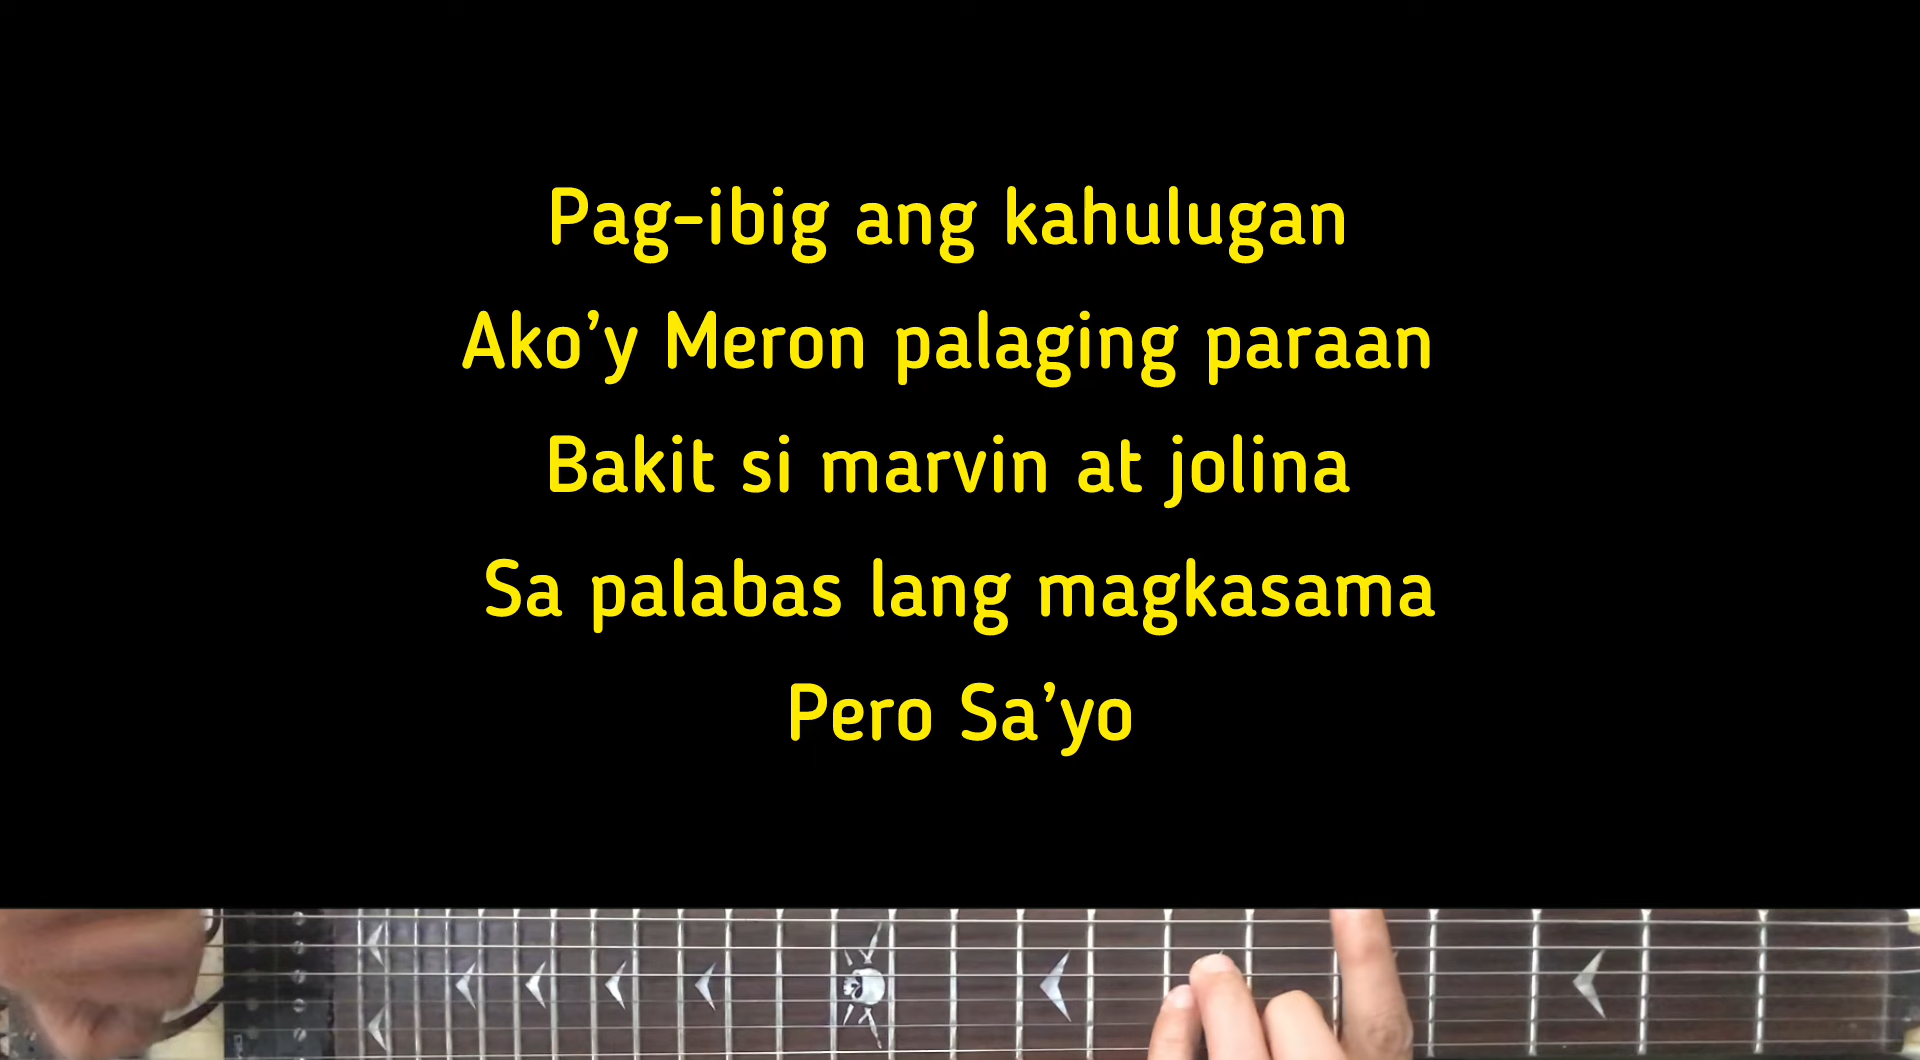 Pag-ibig ang kahulugan
Ako’y Meron palaging paraan
Bakit si marvin at jolina
Sa palabas lang magkasama
Pero Sa’yo